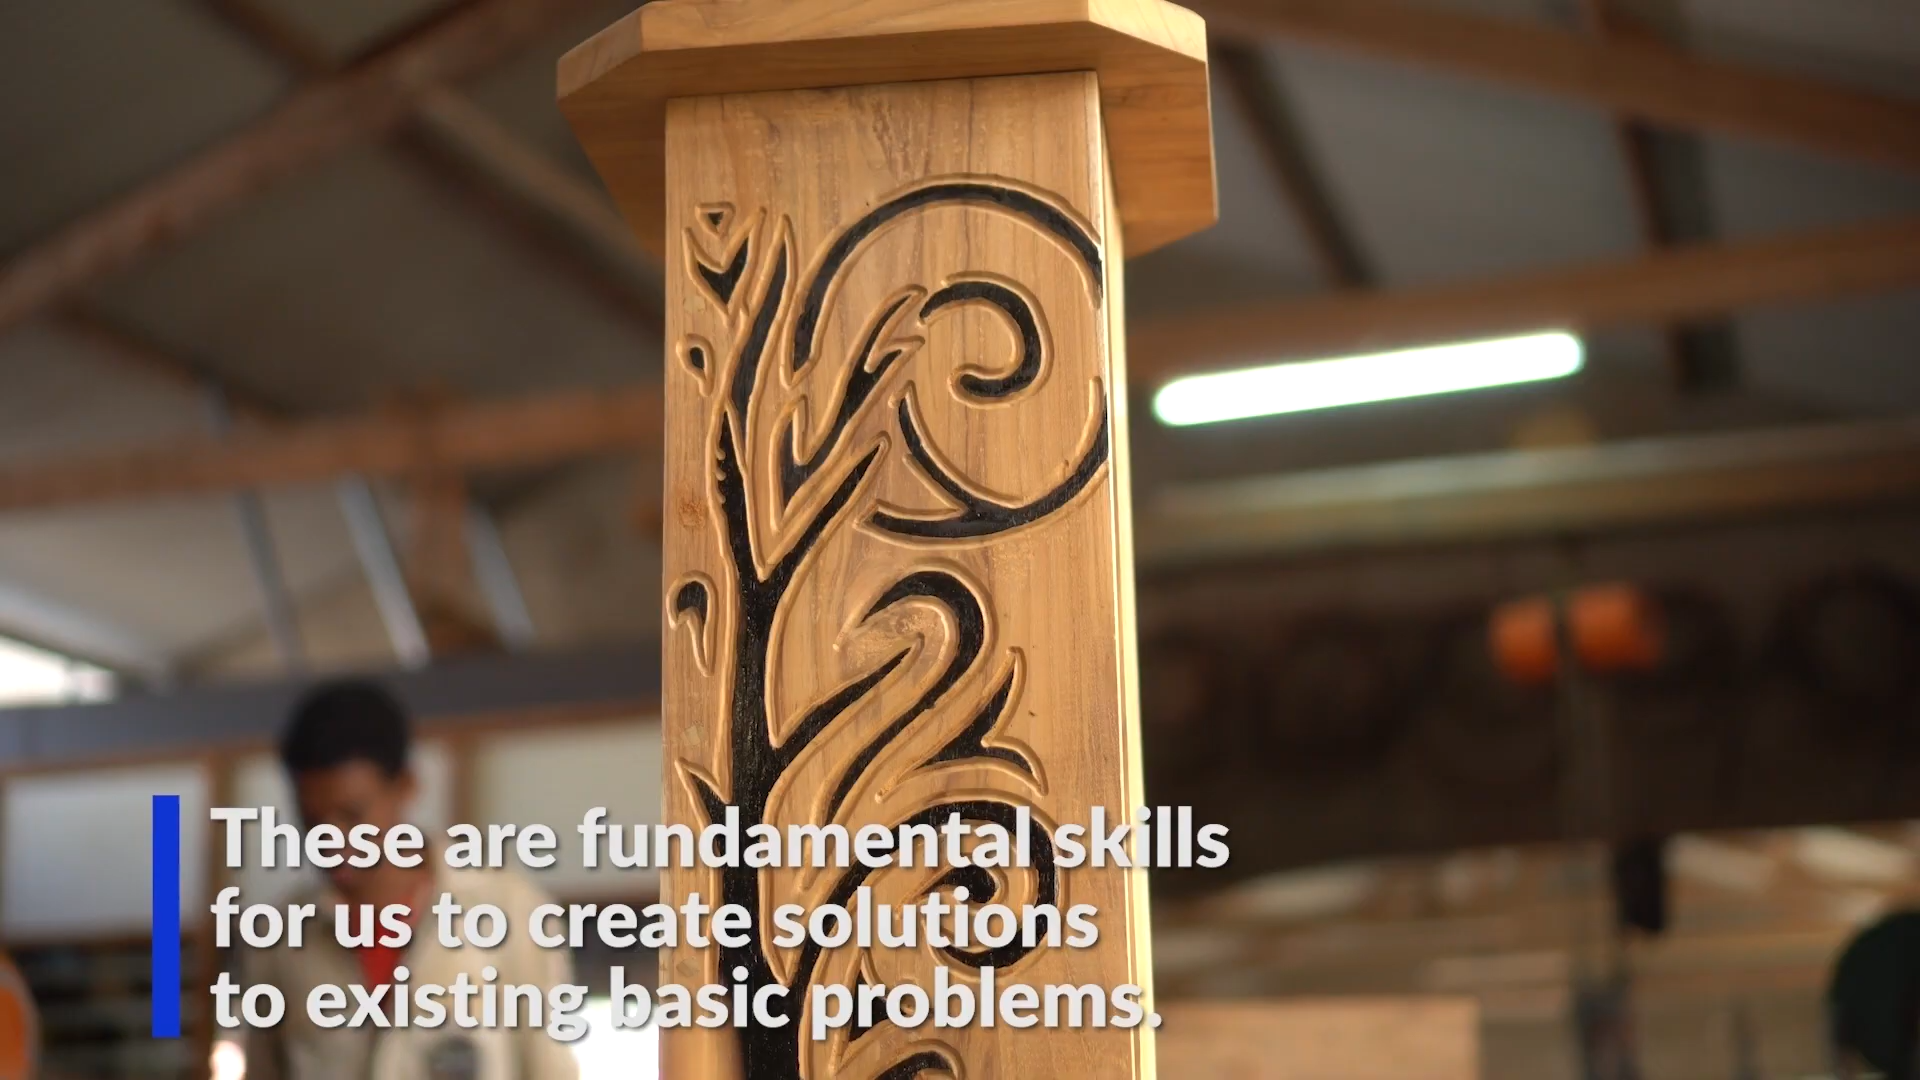 These are fundamental skills
for us to create solutions
to existing basic problems.